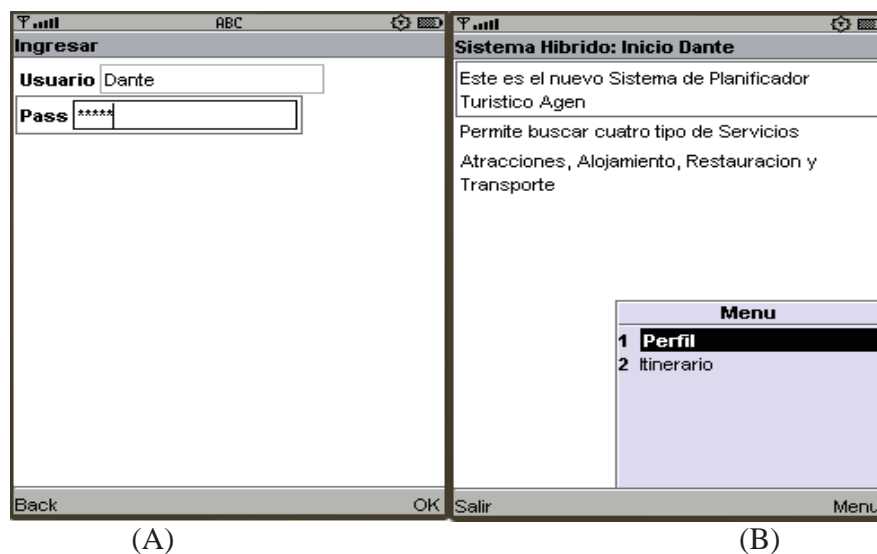 ABC
Ingresar
Usuario Dante
Pass *****
Back OK
(A)
Sistema Hibrido: Inicio Dante
Este es el nuevo Sistema de Planificador
Turistico Agen
Permite buscar cuatro tipo de Servicios
Atracciones, Alojamiento, Restauracion y
Transporte
Menu
1 Perfil
2 Itinerario
Salir Menu
(B)